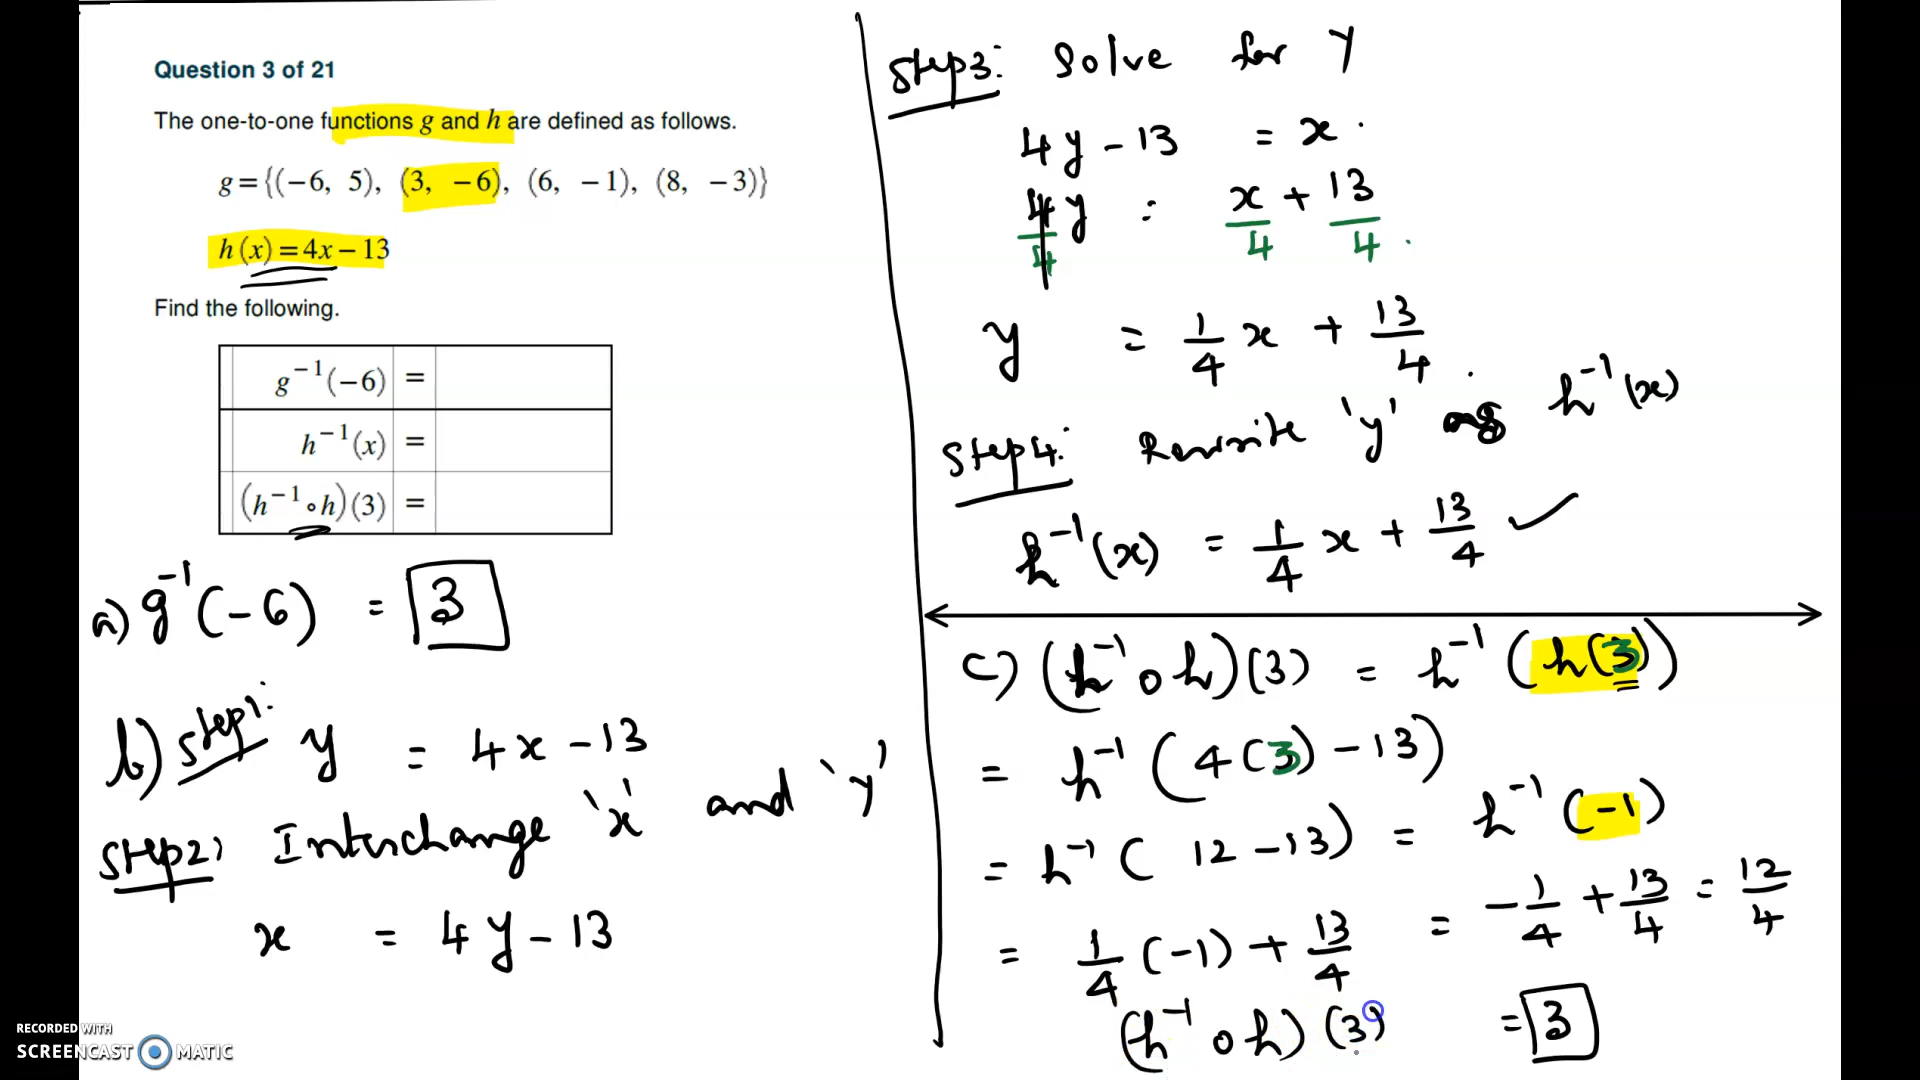 Question 3 of 21
The one-to-one functions g and h are defined as follows.
g={(−6, 5), (3, −6), (6, −1), (8, −3)}
h(x)=4x−13
Find the following.
g⁻¹(−6) =
h⁻¹(x) =
(h⁻¹∘h)(3) =
a) g⁻¹(−6) = 3
b) Step1: y = 4x −13
Step2: Interchange 'x' and 'y'
x = 4y − 13
Step3: Solve for y
4y − 13 = x
4y/4 = x/4 + 13/4
y = 1/4 x + 13/4
Step4: Rewrite 'y' as h⁻¹(x)
h⁻¹(x) = 1/4 x + 13/4 ✓
c) (h⁻¹ o h)(3) = h⁻¹(h(3))
= h⁻¹(4(3) − 13)
= h⁻¹(12 − 13) = h⁻¹(−1)
= 1/4 (−1) + 13/4 = −1/4 + 13/4 = 12/4
(h⁻¹ o h)(3) = 3
RECORDED WITH
SCREENCAST MATIC